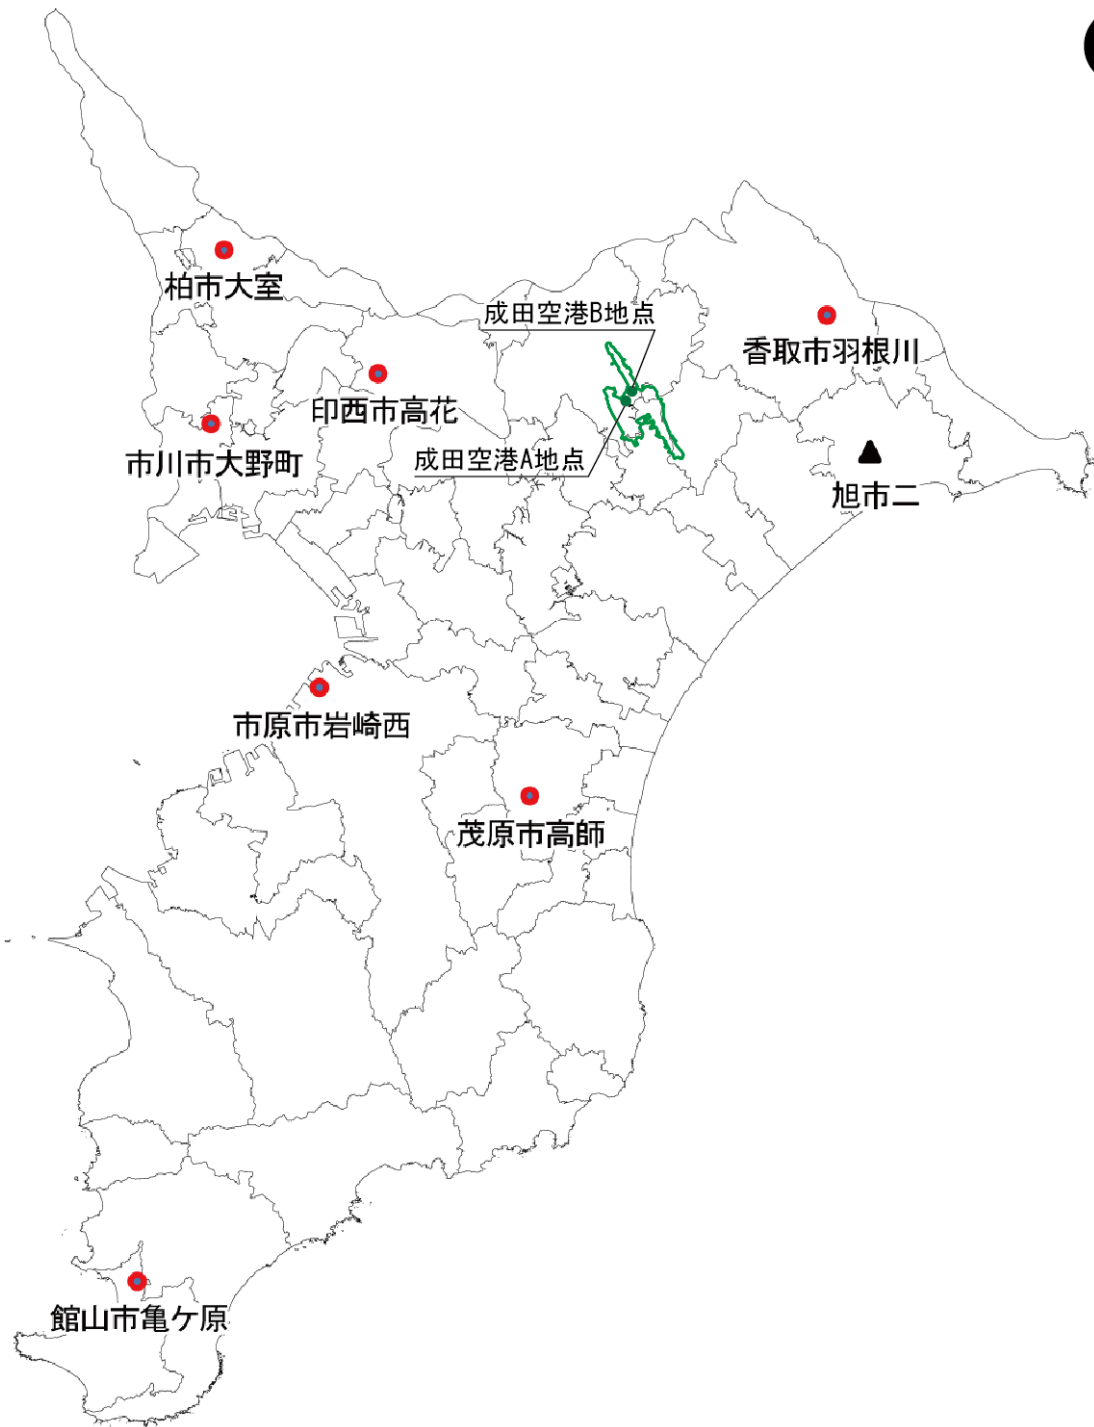 柏市大室
成田空港B地点
香取市羽根川
印西市高花
市川市大野町
成田空港A地点
旭市二
市原市岩崎西
茂原市高師
館山市亀ケ原